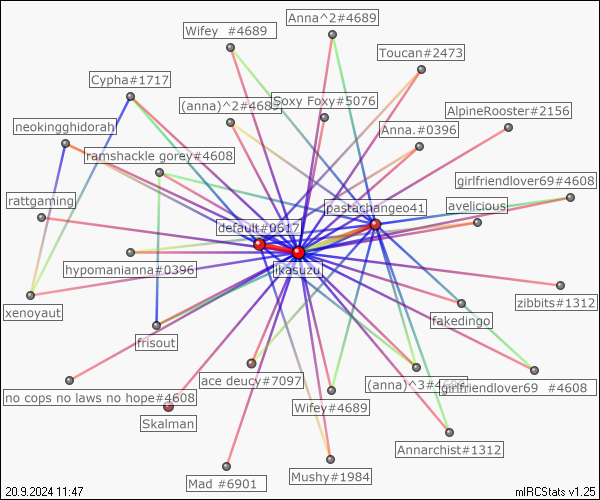 Anna^2#4689
Wifey  #4689
Toucan#2473
Cypha#1717
(anna)^2#4689
Soxy Foxy#5076
AlpineRooster#2156
neokingghidorah
Anna.#0396
ramshackle gorey#4608
girlfriendlover69#4608
rattgaming
pastachangeo41
avelicious
default#0617
likasuzu
hypomanianna#0396
zibbits#1312
xenoyaut
fakedingo
frisout
ace deucy#7097
(anna)^3#
girlfriendlover69  #4608
no cops no laws no hope#4608
Wifey#4689
Skalman
Annarchist#1312
Mad #6901
Mushy#1984
20.9.2024 11:47
mIRCStats v1.25